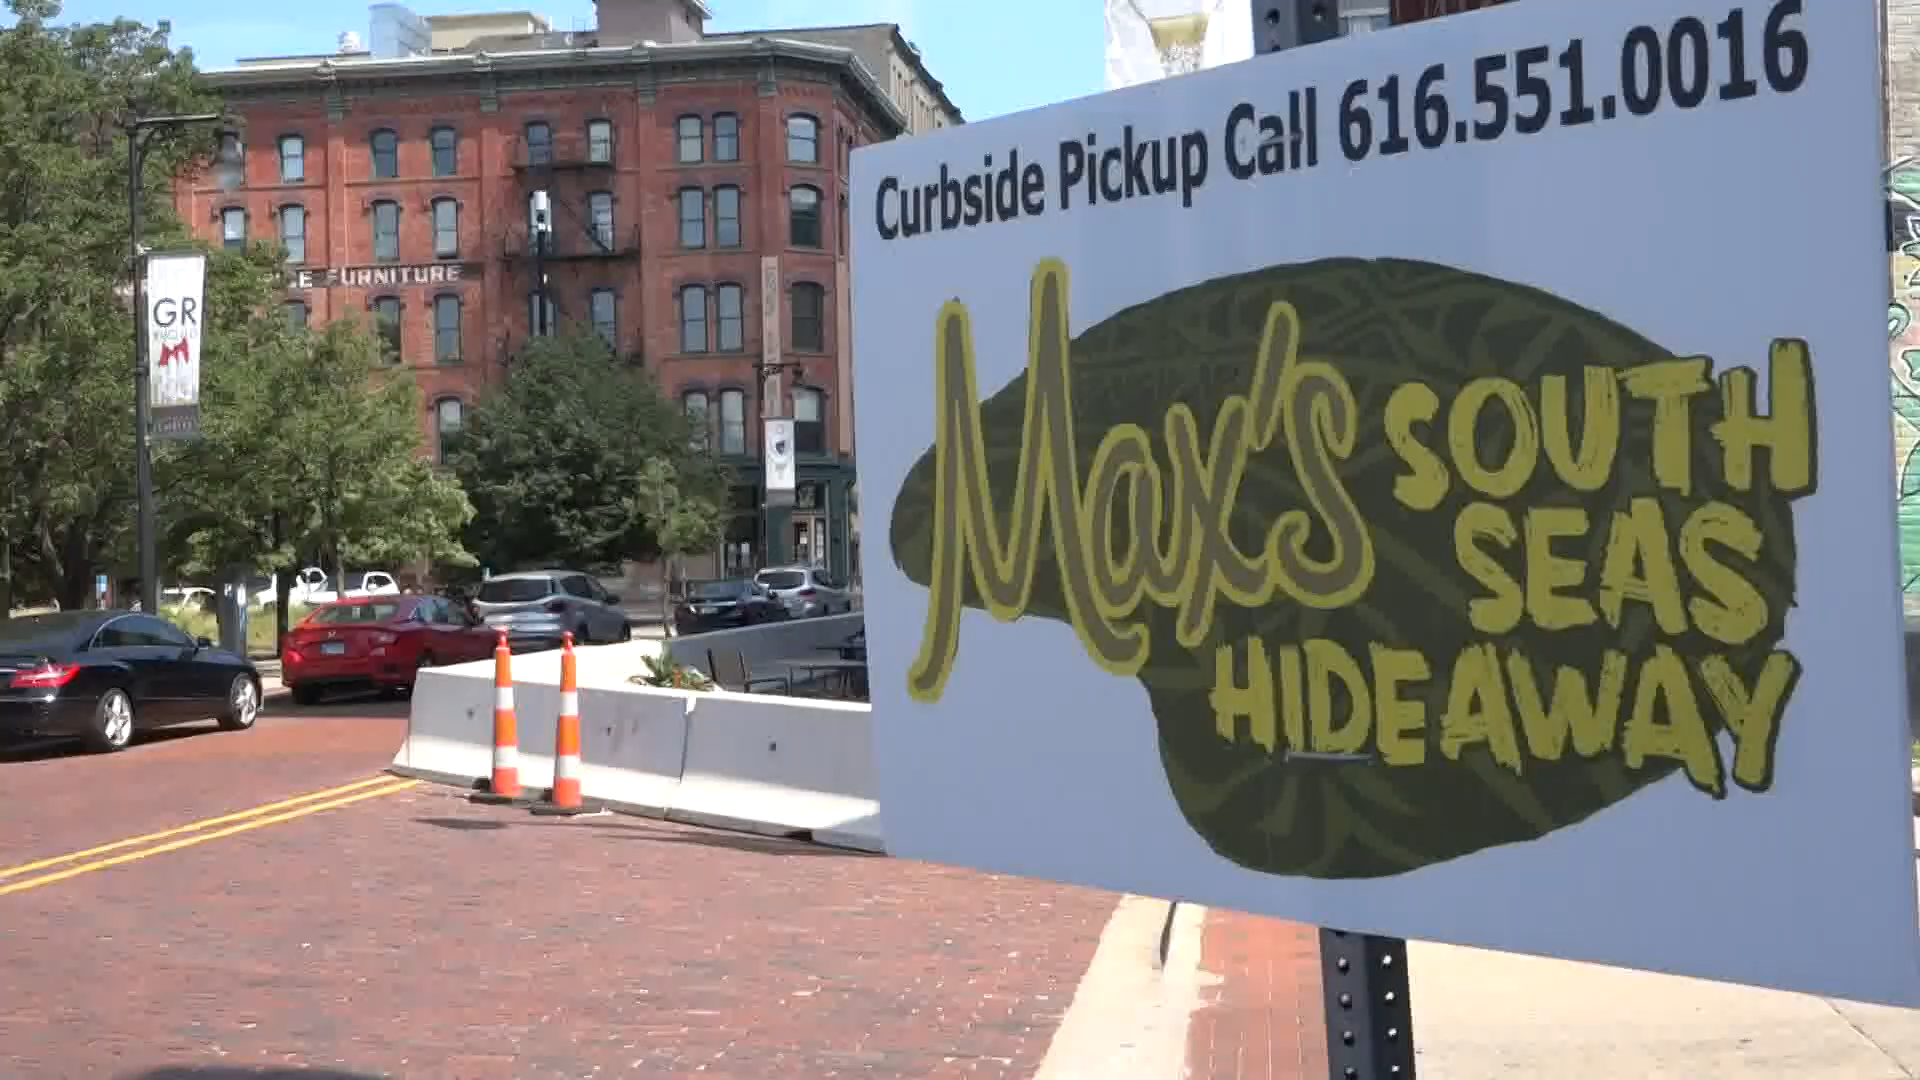 Curbside Pickup Call 616.551.0016
Max's SOUTH
SEAS
HIDEAWAY
FURNITURE
GR